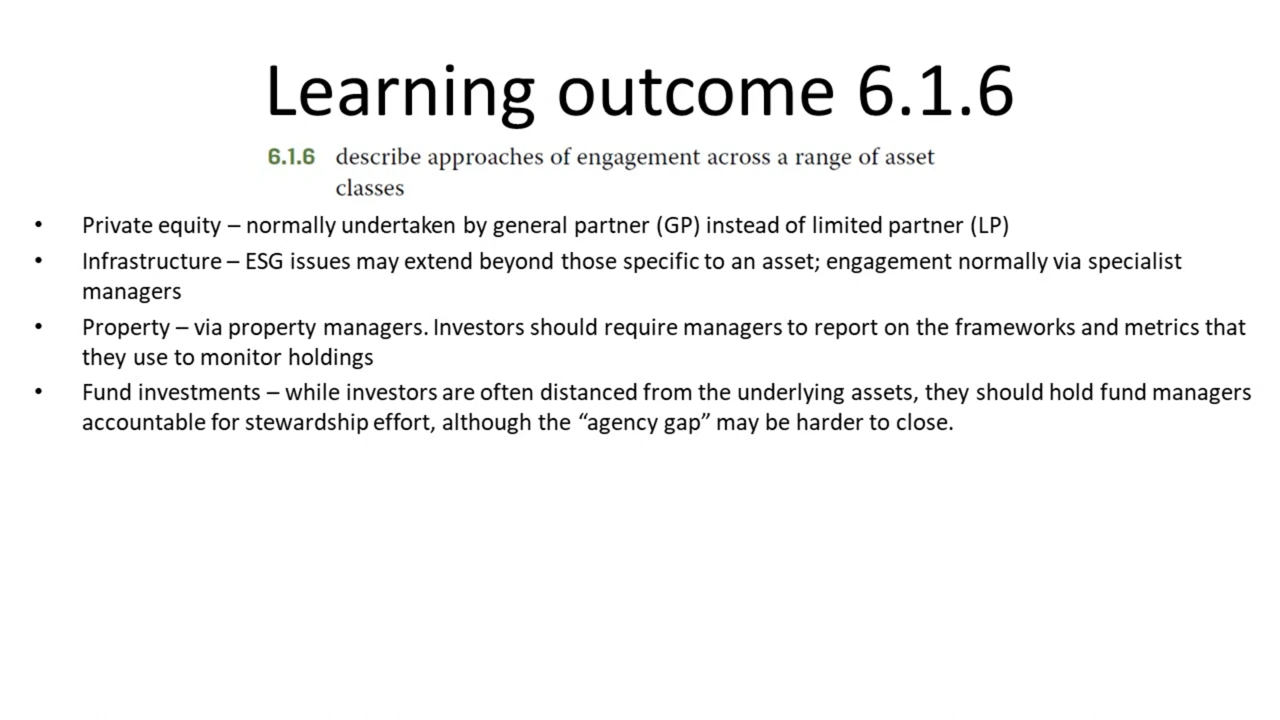 Learning outcome 6.1.6
6.1.6 describe approaches of engagement across a range of asset
classes
• Private equity – normally undertaken by general partner (GP) instead of limited partner (LP)
• Infrastructure – ESG issues may extend beyond those specific to an asset; engagement normally via specialist
managers
• Property – via property managers. Investors should require managers to report on the frameworks and metrics that
they use to monitor holdings
• Fund investments – while investors are often distanced from the underlying assets, they should hold fund managers
accountable for stewardship effort, although the “agency gap” may be harder to close.